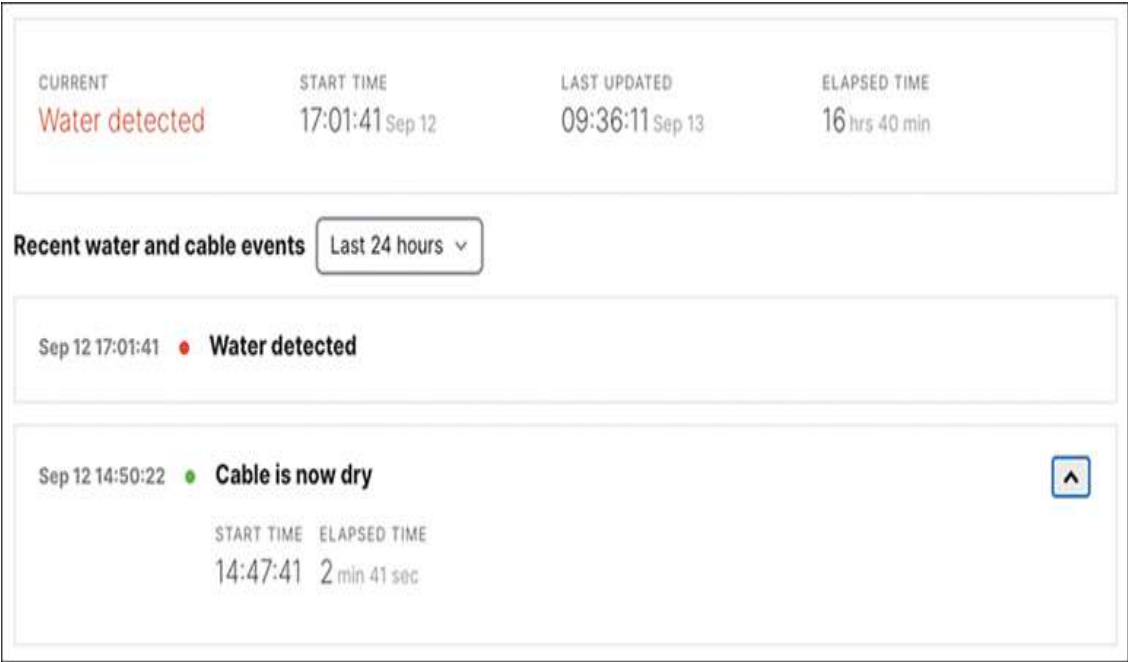 CURRENT START TIME LAST UPDATED ELAPSED TIME
Water detected 17:01:41 Sep 12 09:36:11 Sep 13 16 hrs 40 min
Recent water and cable events Last 24 hours
Sep 12 17:01:41 Water detected
Sep 12 14:50:22 Cable is now dry
START TIME ELAPSED TIME
14:47:41 2 min 41 sec